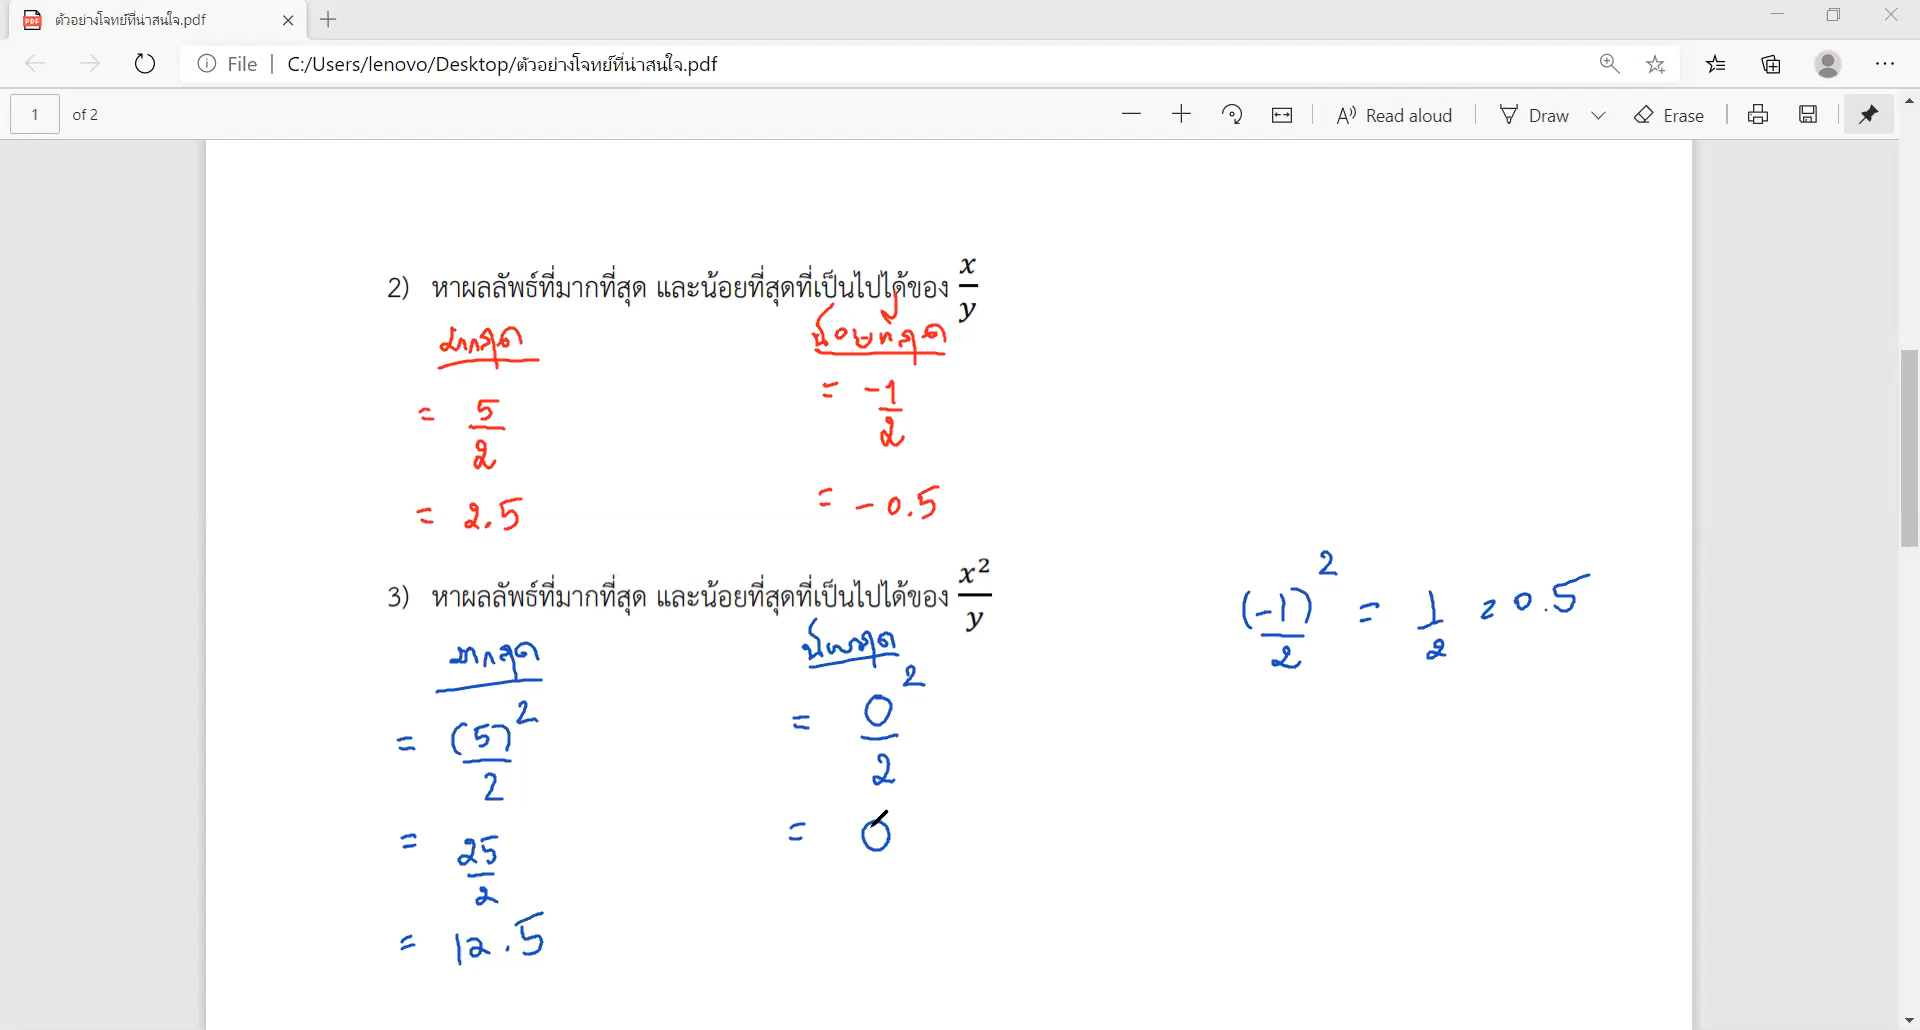 ตัวอย่างโจทย์ที่น่าสนใจ.pdf
File | C:/Users/lenovo/Desktop/ตัวอย่างโจทย์ที่น่าสนใจ.pdf
1 of 2
Read aloud
Draw
Erase
2) หาผลลัพธ์ที่มากที่สุด และน้อยที่สุดที่เป็นไปได้ของ x/y
มากสุด
น้อยที่สุด
= 5/2
= -1/2
= 2.5
= -0.5
3) หาผลลัพธ์ที่มากที่สุด และน้อยที่สุดที่เป็นไปได้ของ x²/y
(-1)²/2 = 1/2 = 0.5
มากสุด
น้อยสุด
= (5)²/2
= 0²/2
= 25/2
= 0
= 12.5